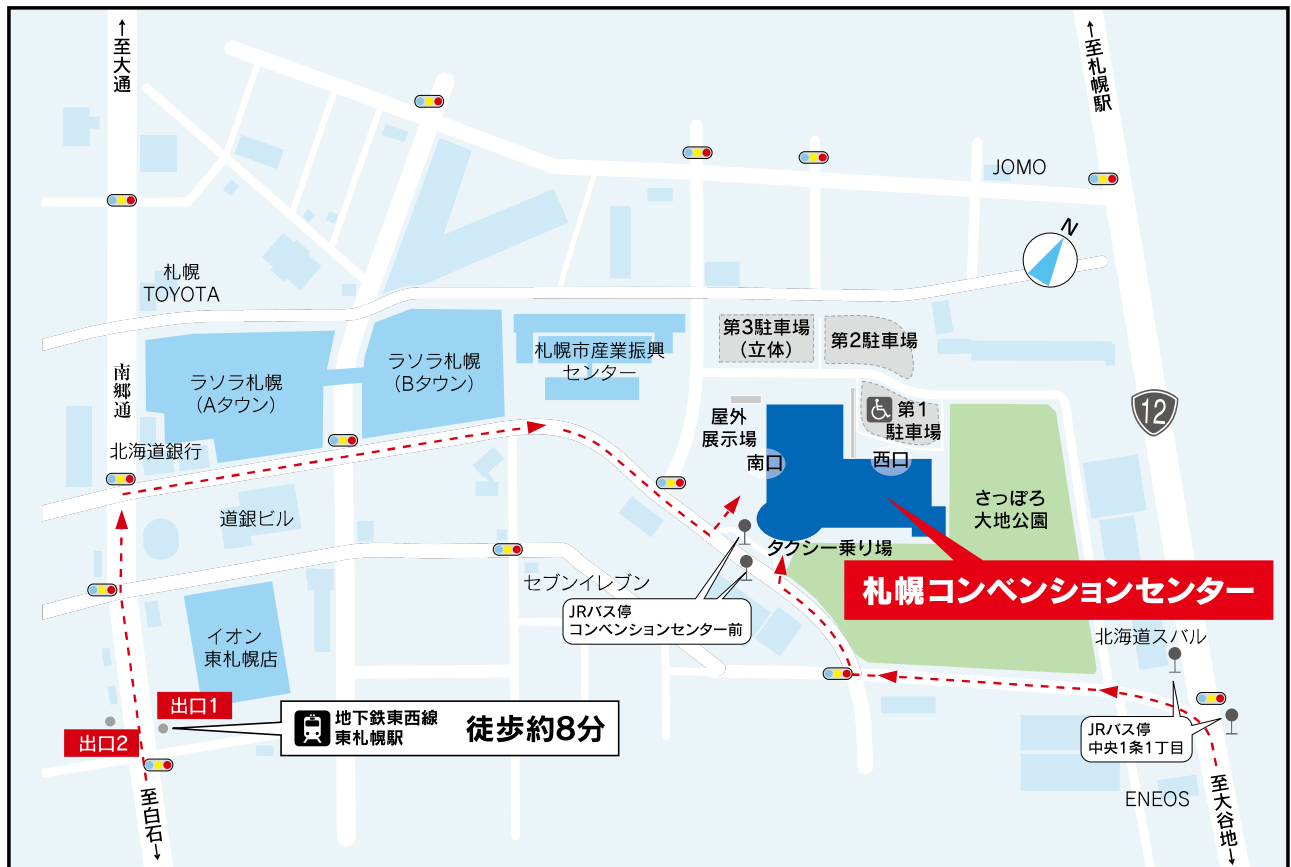 ↑至大通
↑至札幌駅
JOMO
N
札幌
TOYOTA
南郷通
ラソラ札幌
（Aタウン）
ラソラ札幌
（Bタウン）
札幌市産業振興
センター
第3駐車場
（立体）
第2駐車場
第1
駐車場
屋外
展示場
南口
西口
12
さっぽろ
大地公園
北海道銀行
道銀ビル
タクシー乗り場
札幌コンベンションセンター
セブンイレブン
JRバス停
コンベンションセンター前
イオン
東札幌店
北海道スバル
出口1
出口2
地下鉄東西線
東札幌駅
徒歩約8分
JRバス停
中央1条1丁目
ENEOS
至白石→
至大谷地→